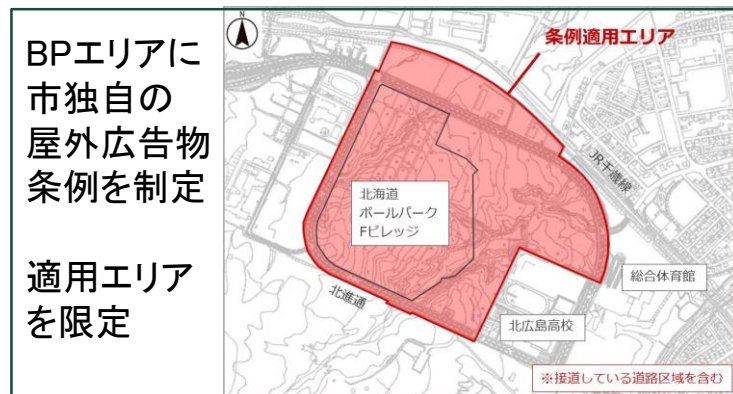 BPエリアに
市独自の
屋外広告物
条例を制定
適用エリア
を限定
N
条例適用エリア
JR千歳線
北海道
ボールパーク
Fビレッジ
総合体育館
北進通
北広島高校
※接道している道路区域を含む